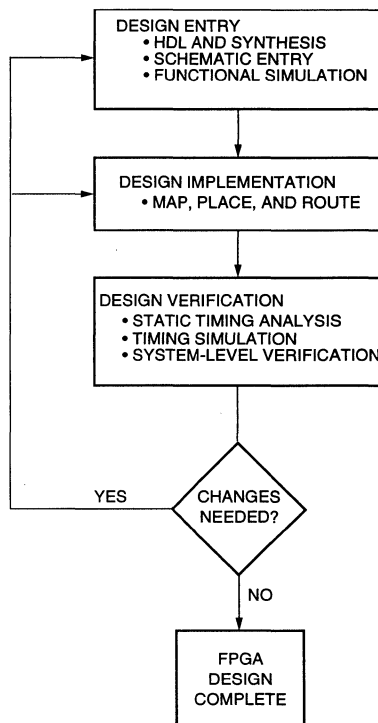 DESIGN ENTRY
• HDL AND SYNTHESIS
• SCHEMATIC ENTRY
• FUNCTIONAL SIMULATION
DESIGN IMPLEMENTATION
• MAP, PLACE, AND ROUTE
DESIGN VERIFICATION
• STATIC TIMING ANALYSIS
• TIMING SIMULATION
• SYSTEM-LEVEL VERIFICATION
YES
CHANGES
NEEDED?
NO
FPGA
DESIGN
COMPLETE